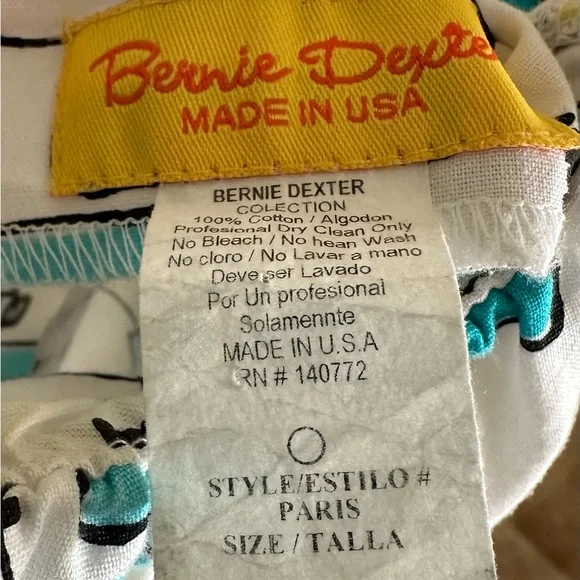 Bernie Dexte
MADE IN USA
BERNIE DEXTER
COLECTION
100% Cotton / Algodon
Profesional Dry Clean Only
No Bleach / No hean Wash
No cloro / No Lavar a mano
Deve ser Lavado
Por Un profesional
Solamennte
MADE IN U.S.A
RN # 140772
STYLE/ESTILO #
PARIS
SIZE / TALLA